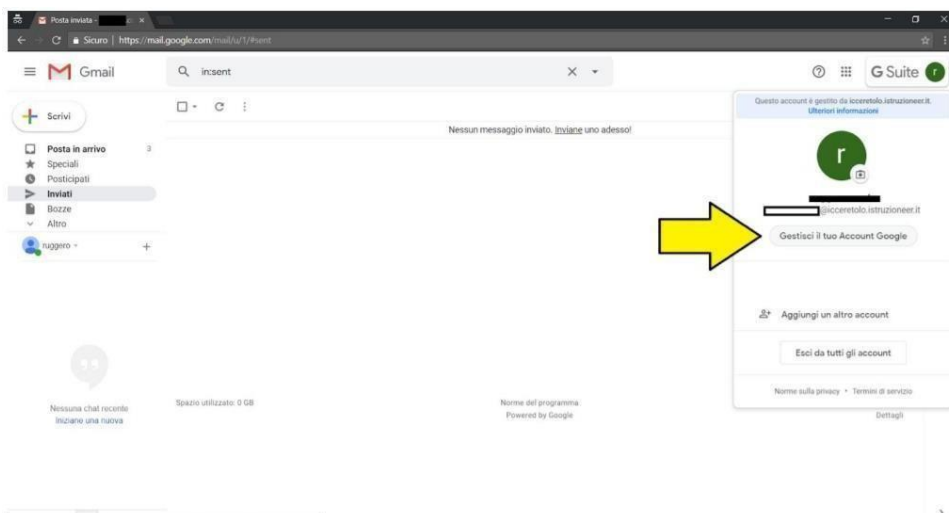 Posta inviata -
Sicuro | https://mail.google.com/mail/u/1/#sent
Gmail
in:sent
G Suite
r
Scrivi
Posta in arrivo 3
Speciali
Posticipati
Inviati
Bozze
Altro
ruggero
Nessun messaggio inviato. Inviane uno adesso!
Questo account è gestito da icceretolo.istruzioneer.it.
Ulteriori informazioni
r
@icceretolo.istruzioneer.it
Gestisci il tuo Account Google
Aggiungi un altro account
Esci da tutti gli account
Norme sulla privacy • Termini di servizio
Nessuna chat recente
Iniziane una nuova
Spazio utilizzato: 0 GB
Norme del programma
Powered by Google
Dettagli